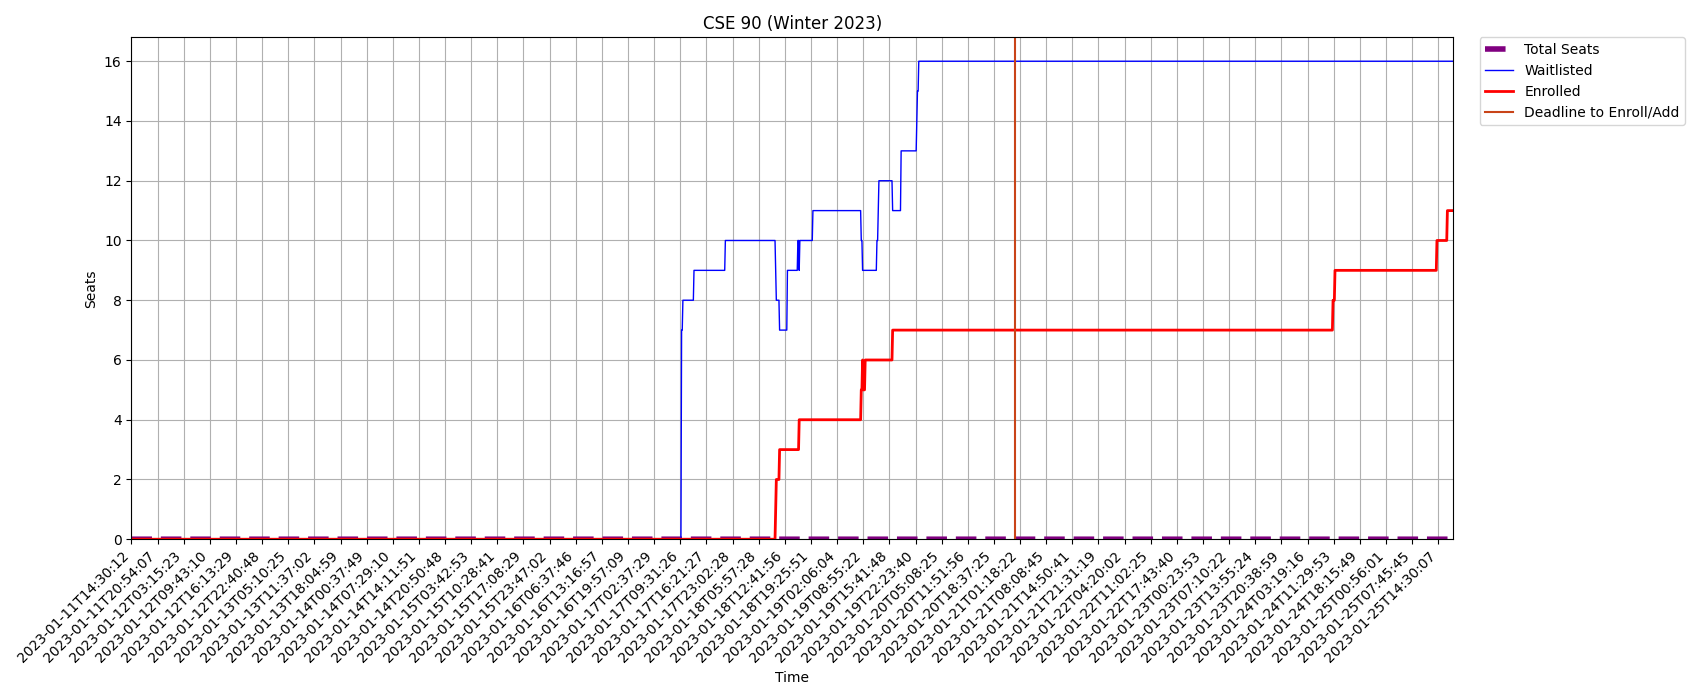 CSE 90 (Winter 2023)
Total Seats
Waitlisted
Enrolled
Deadline to Enroll/Add
Seats
16
14
12
10
8
6
4
2
0
2023-01-11T14:30:12
2023-01-11T20:54:07
2023-01-12T03:15:23
2023-01-12T09:43:10
2023-01-12T16:13:29
2023-01-12T22:40:48
2023-01-13T05:10:25
2023-01-13T11:37:02
2023-01-13T18:04:59
2023-01-14T00:37:49
2023-01-14T07:29:10
2023-01-14T14:11:51
2023-01-14T20:50:48
2023-01-15T03:42:53
2023-01-15T10:28:41
2023-01-15T17:08:29
2023-01-15T23:47:02
2023-01-16T06:37:46
2023-01-16T13:16:57
2023-01-16T19:57:09
2023-01-17T02:37:29
2023-01-17T09:31:26
2023-01-17T16:21:27
2023-01-17T23:02:28
2023-01-18T05:57:28
2023-01-18T12:41:56
2023-01-18T19:25:51
2023-01-19T02:06:04
2023-01-19T08:55:22
2023-01-19T15:41:48
2023-01-19T22:23:40
2023-01-20T05:08:25
2023-01-20T11:51:56
2023-01-20T18:37:25
2023-01-21T01:18:22
2023-01-21T08:08:45
2023-01-21T14:50:41
2023-01-21T21:31:19
2023-01-22T04:20:02
2023-01-22T11:02:25
2023-01-22T17:43:40
2023-01-23T00:23:53
2023-01-23T07:10:22
2023-01-23T13:55:24
2023-01-23T20:38:59
2023-01-24T03:19:16
2023-01-24T11:29:53
2023-01-24T18:15:49
2023-01-25T00:56:01
2023-01-25T07:45:45
2023-01-25T14:30:07
Time